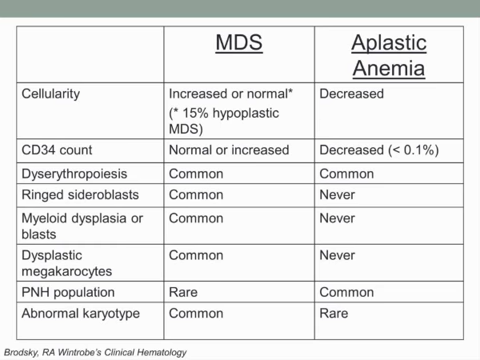 MDS
Aplastic
Anemia
Cellularity
Increased or normal*
(* 15% hypoplastic
MDS)
Decreased
CD34 count
Normal or increased
Decreased (< 0.1%)
Dyserythropoiesis
Common
Common
Ringed sideroblasts
Common
Never
Myeloid dysplasia or
blasts
Common
Never
Dysplastic
megakarocytes
Common
Never
PNH population
Rare
Common
Abnormal karyotype
Common
Rare
Brodsky, RA Wintrobe's Clinical Hemotology